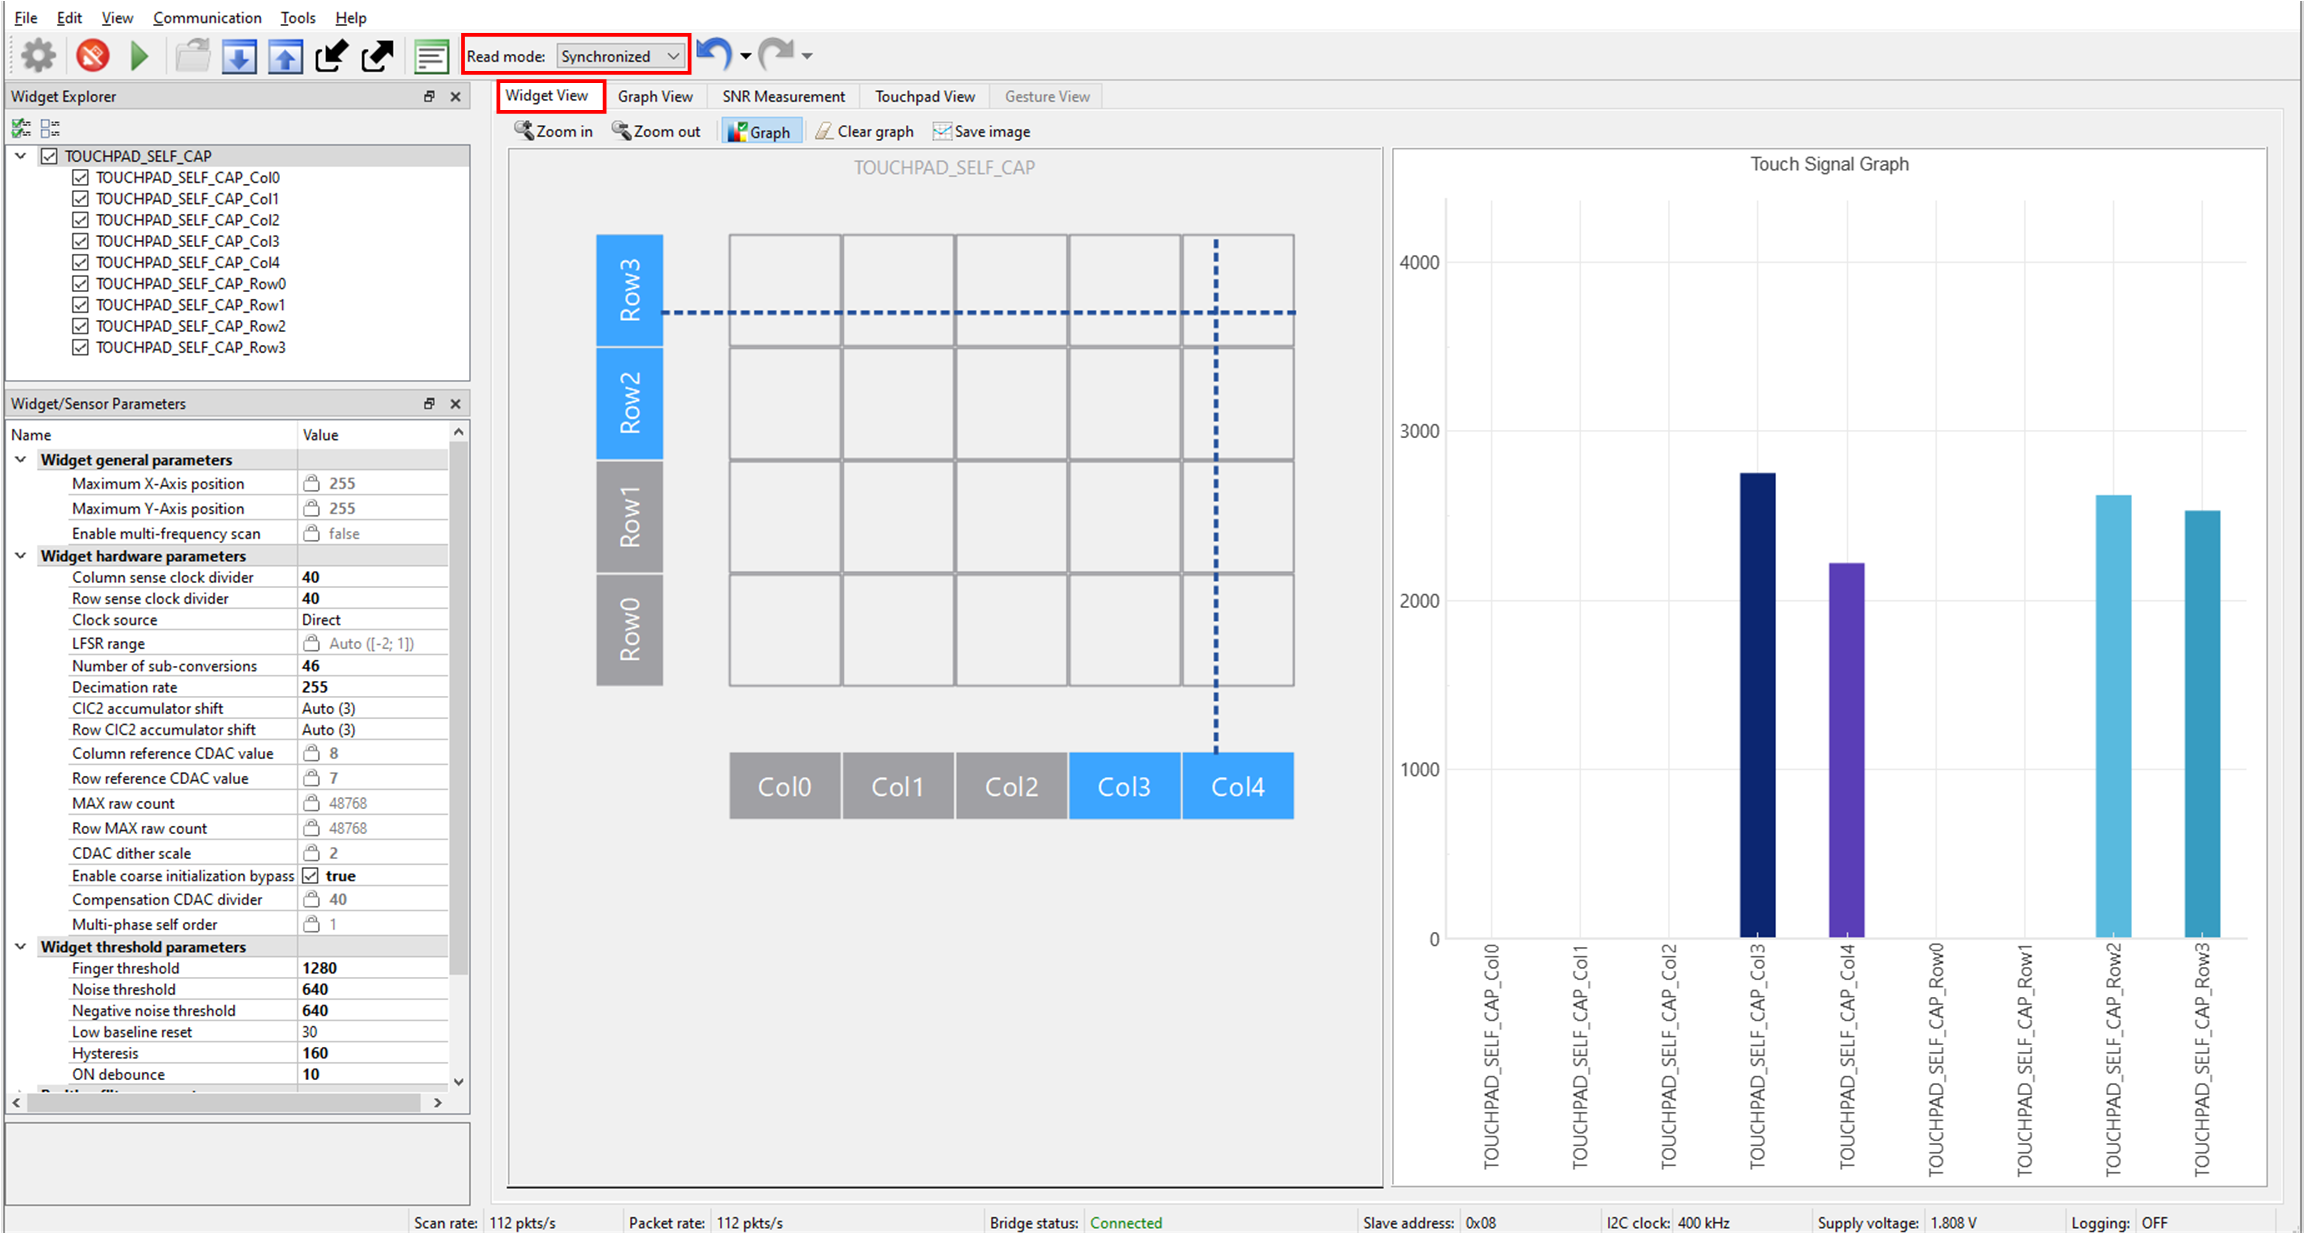 File Edit View Communication Tools Help
Read mode: Synchronized
Widget Explorer
TOUCHPAD_SELF_CAP
TOUCHPAD_SELF_CAP_Col0
TOUCHPAD_SELF_CAP_Col1
TOUCHPAD_SELF_CAP_Col2
TOUCHPAD_SELF_CAP_Col3
TOUCHPAD_SELF_CAP_Col4
TOUCHPAD_SELF_CAP_Row0
TOUCHPAD_SELF_CAP_Row1
TOUCHPAD_SELF_CAP_Row2
TOUCHPAD_SELF_CAP_Row3
Widget/Sensor Parameters
Name Value
Widget general parameters
Maximum X-Axis position 255
Maximum Y-Axis position 255
Enable multi-frequency scan false
Widget hardware parameters
Column sense clock divider 40
Row sense clock divider 40
Clock source Direct
LFSR range Auto ([-2; 1])
Number of sub-conversions 46
Decimation rate 255
CIC2 accumulator shift Auto (3)
Row CIC2 accumulator shift Auto (3)
Column reference CDAC value 8
Row reference CDAC value 7
MAX raw count 48768
Row MAX raw count 48768
CDAC dither scale 2
Enable coarse initialization bypass true
Compensation CDAC divider 40
Multi-phase self order 1
Widget threshold parameters
Finger threshold 1280
Noise threshold 640
Negative noise threshold 640
Low baseline reset 30
Hysteresis 160
ON debounce 10
Widget View Graph View SNR Measurement Touchpad View Gesture View
Zoom in Zoom out Graph Clear graph Save image
TOUCHPAD_SELF_CAP
Row3
Row2
Row1
Row0
Col0 Col1 Col2 Col3 Col4
Touch Signal Graph
4000
3000
2000
1000
0
TOUCHPAD_SELF_CAP_Col0
TOUCHPAD_SELF_CAP_Col1
TOUCHPAD_SELF_CAP_Col2
TOUCHPAD_SELF_CAP_Col3
TOUCHPAD_SELF_CAP_Col4
TOUCHPAD_SELF_CAP_Row0
TOUCHPAD_SELF_CAP_Row1
TOUCHPAD_SELF_CAP_Row2
TOUCHPAD_SELF_CAP_Row3
Scan rate: 112 pkts/s Packet rate: 112 pkts/s Bridge status: Connected Slave address: 0x08 I2C clock: 400 kHz Supply voltage: 1.808 V Logging: OFF